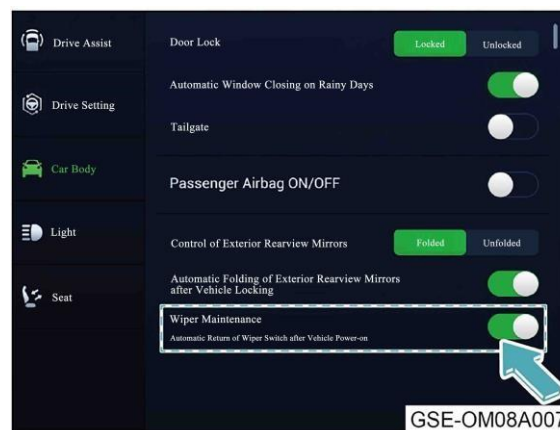 Drive Assist
Drive Setting
Car Body
Light
Seat
Door Lock
Locked
Unlocked
Automatic Window Closing on Rainy Days
Tailgate
Passenger Airbag ON/OFF
Control of Exterior Rearview Mirrors
Folded
Unfolded
Automatic Folding of Exterior Rearview Mirrors
after Vehicle Locking
Wiper Maintenance
Automatic Return of Wiper Switch after Vehicle Power-on
GSE-OM08A007